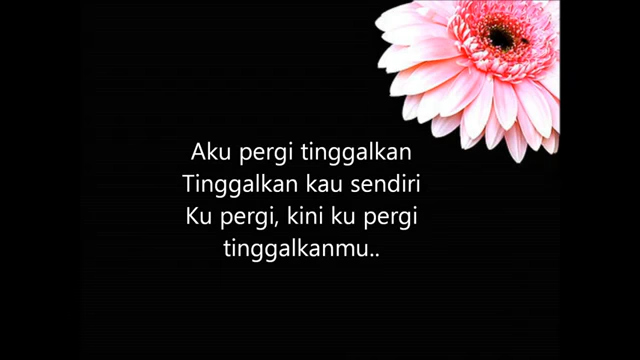 Aku pergi tinggalkan
Tinggalkan kau sendiri
Ku pergi, kini ku pergi
tinggalkanmu..